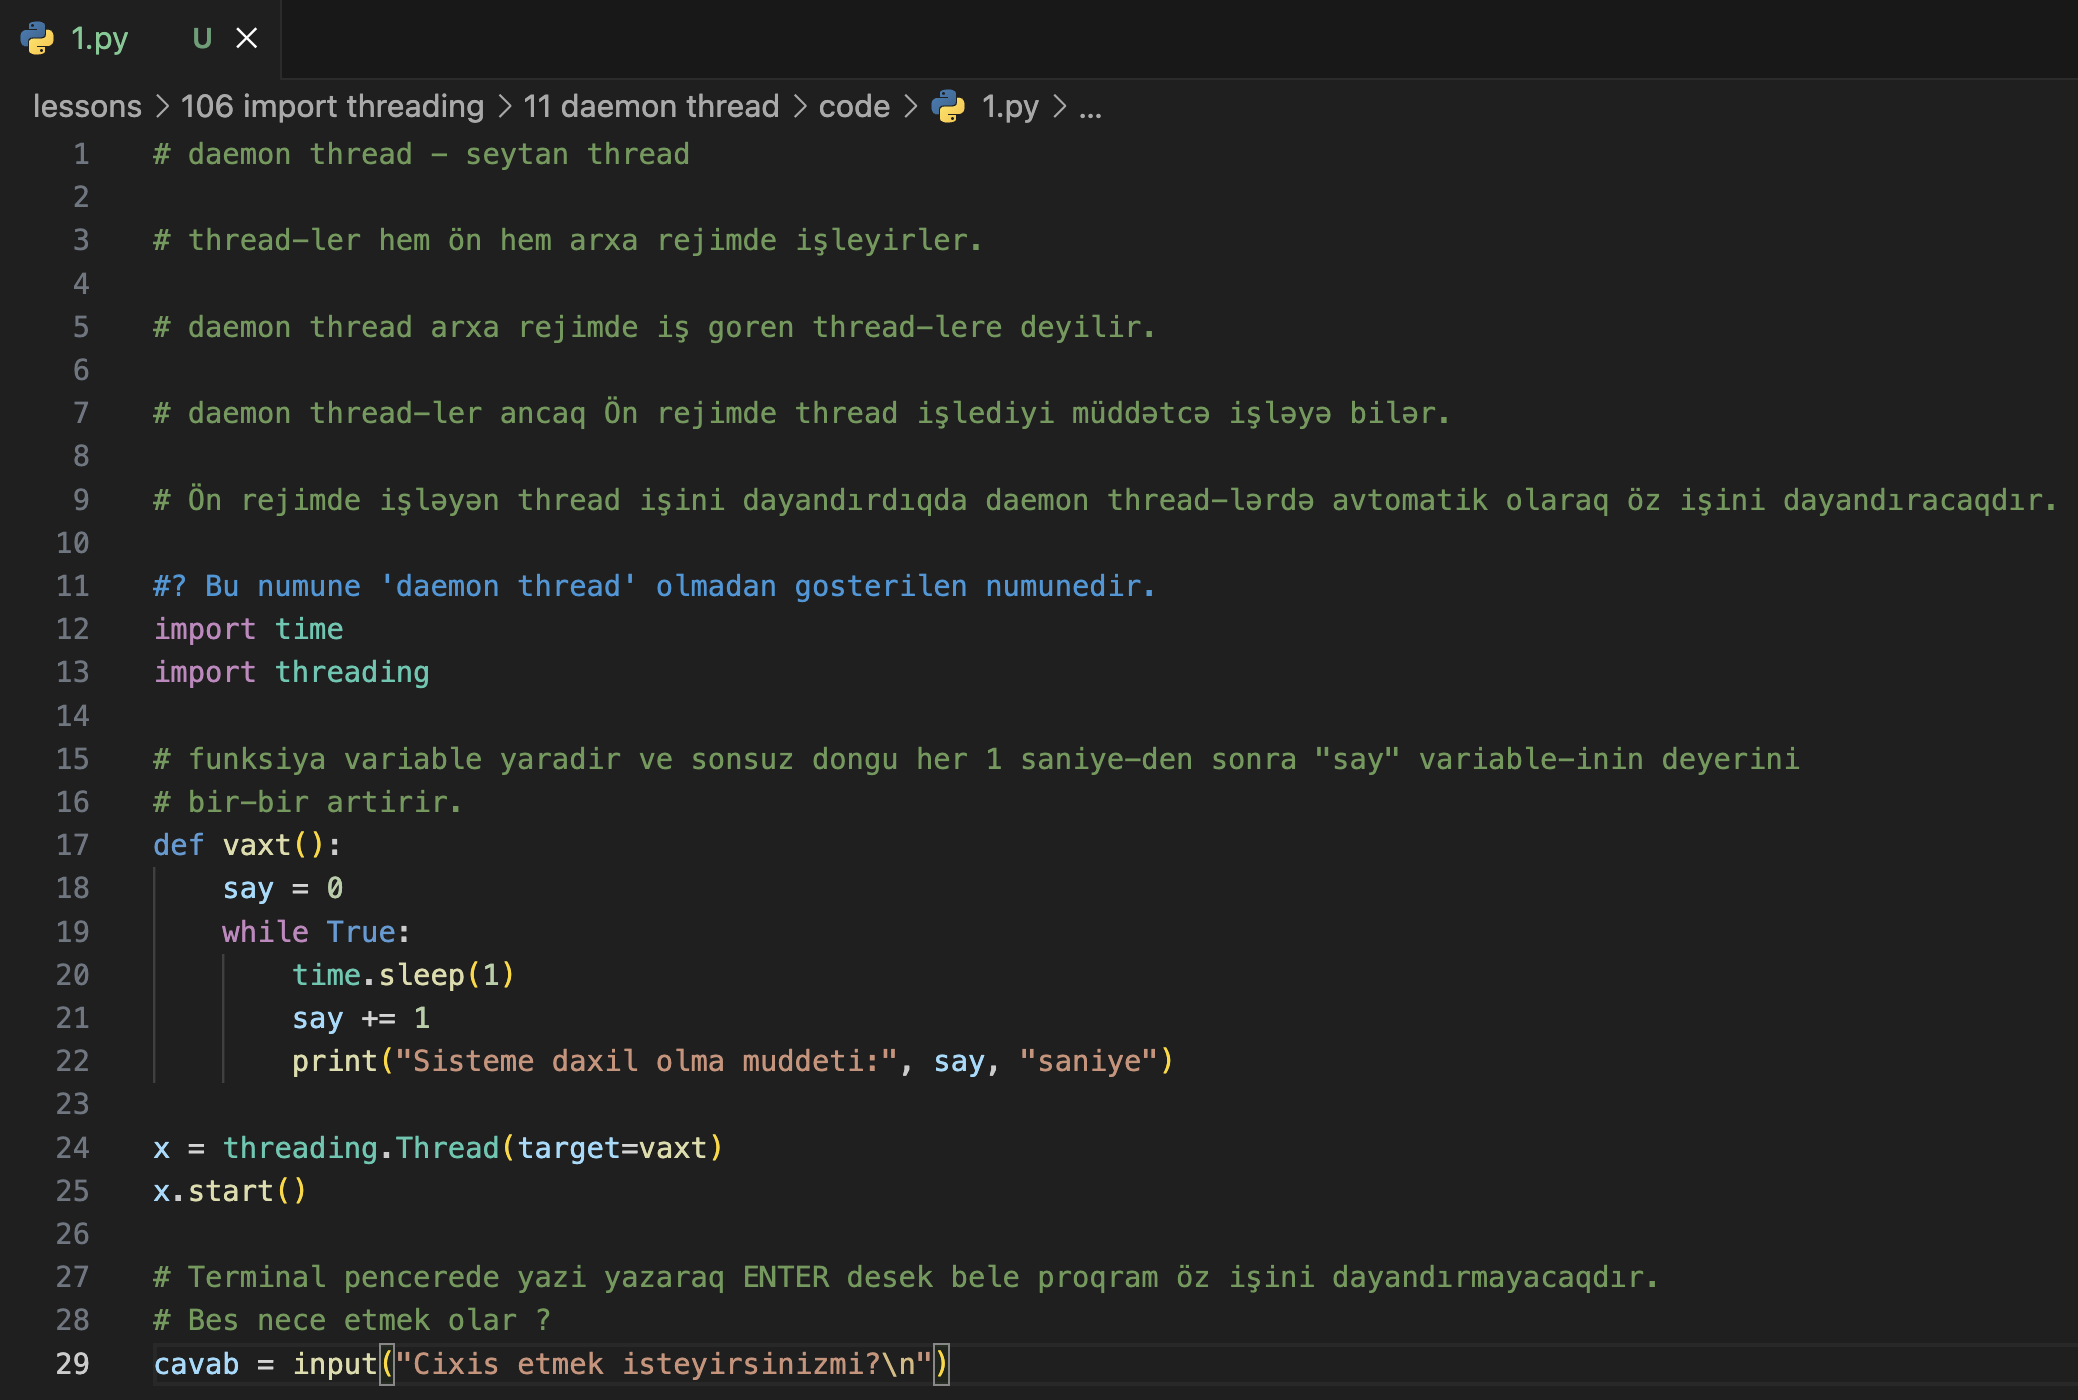 1.py U
lessons > 106 import threading > 11 daemon thread > code > 1.py > ...
1 # daemon thread - seytan thread
2
3 # thread-ler hem ön hem arxa rejimde işleyirler.
4
5 # daemon thread arxa rejimde iş goren thread-lere deyilir.
6
7 # daemon thread-ler ancaq Ön rejimde thread işlediyi müddətcə işləyə bilər.
8
9 # Ön rejimde işləyən thread işini dayandırdıqda daemon thread-lərdə avtomatik olaraq öz işini dayandıracaqdır.
10
11 #? Bu numune 'daemon thread' olmadan gosterilen numunedir.
12 import time
13 import threading
14
15 # funksiya variable yaradir ve sonsuz dongu her 1 saniye-den sonra "say" variable-inin deyerini
16 # bir-bir artirir.
17 def vaxt():
18     say = 0
19     while True:
20         time.sleep(1)
21         say += 1
22         print("Sisteme daxil olma muddeti:", say, "saniye")
23
24 x = threading.Thread(target=vaxt)
25 x.start()
26
27 # Terminal pencerede yazi yazaraq ENTER desek bele proqram öz işini dayandırmayacaqdır.
28 # Bes nece etmek olar ?
29 cavab = input("Cixis etmek isteyirsinizmi?\n")